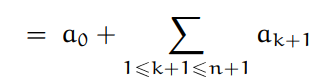 = a₀ + ∑ aₖ₊₁
1⩽k+1⩽n+1